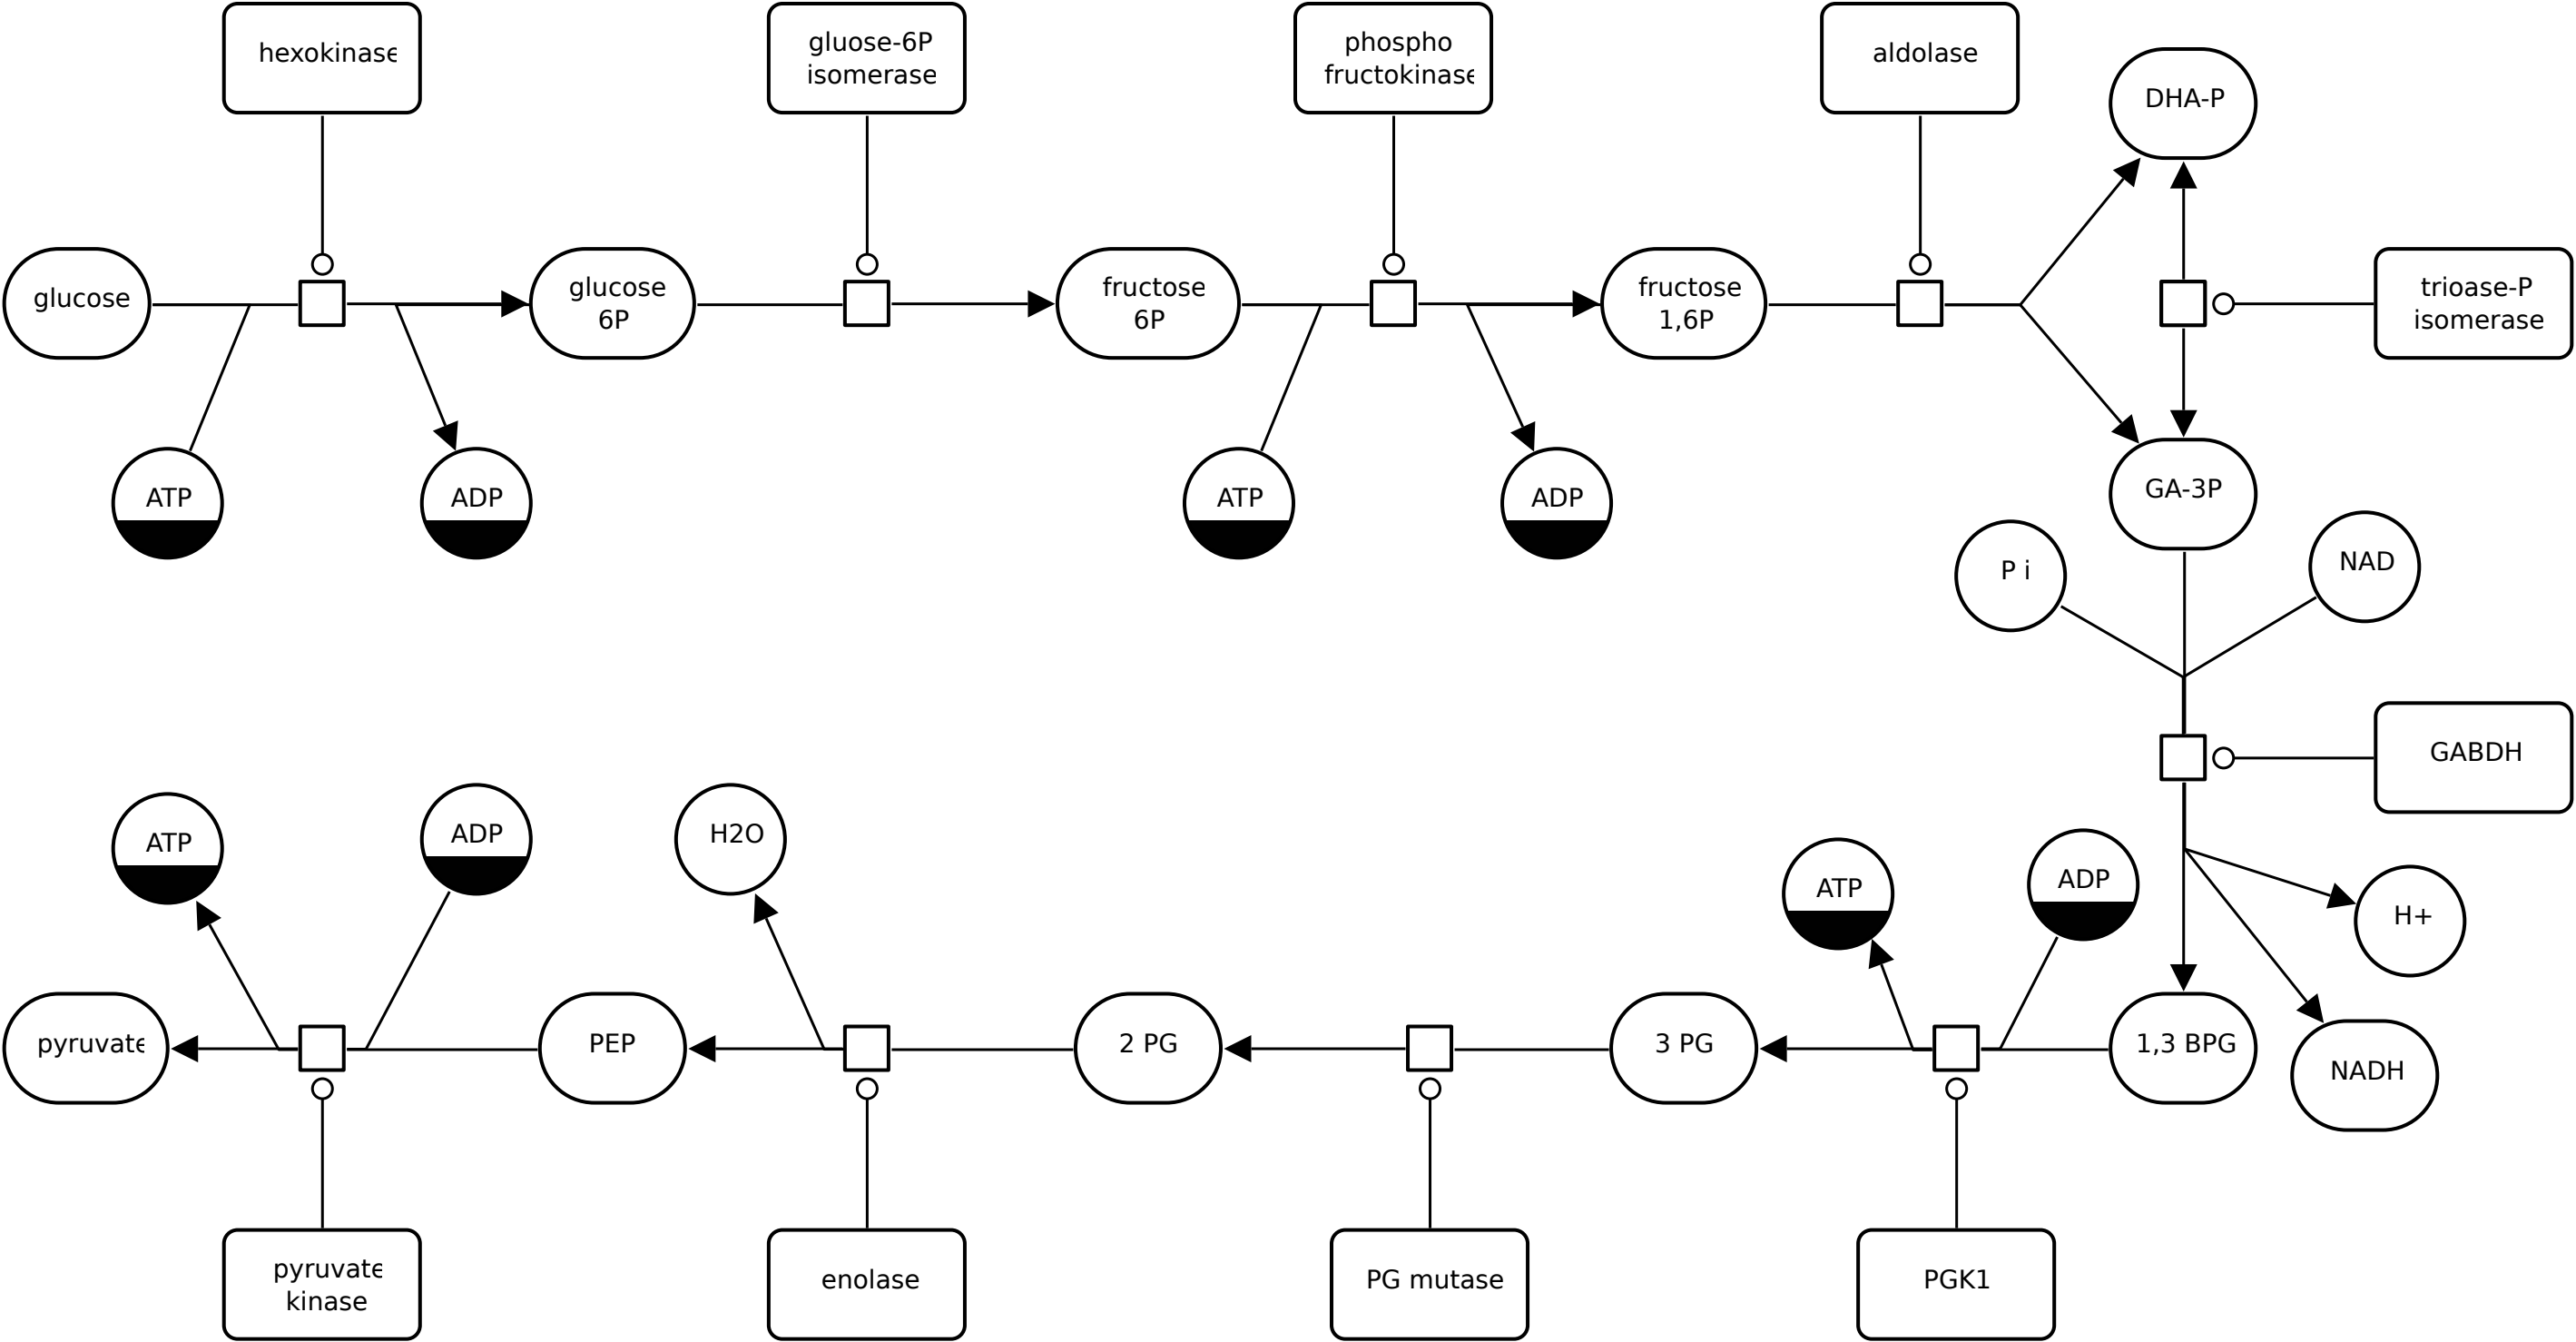 hexokinase
gluose-6P
isomerase
phospho
fructokinase
aldolase
DHA-P
glucose
glucose
6P
fructose
6P
fructose
1,6P
trioase-P
isomerase
ATP
ADP
ATP
ADP
GA-3P
P i
NAD
GABDH
ATP
ADP
H2O
ATP
ADP
H+
pyruvate
PEP
2 PG
3 PG
1,3 BPG
NADH
pyruvate
kinase
enolase
PG mutase
PGK1